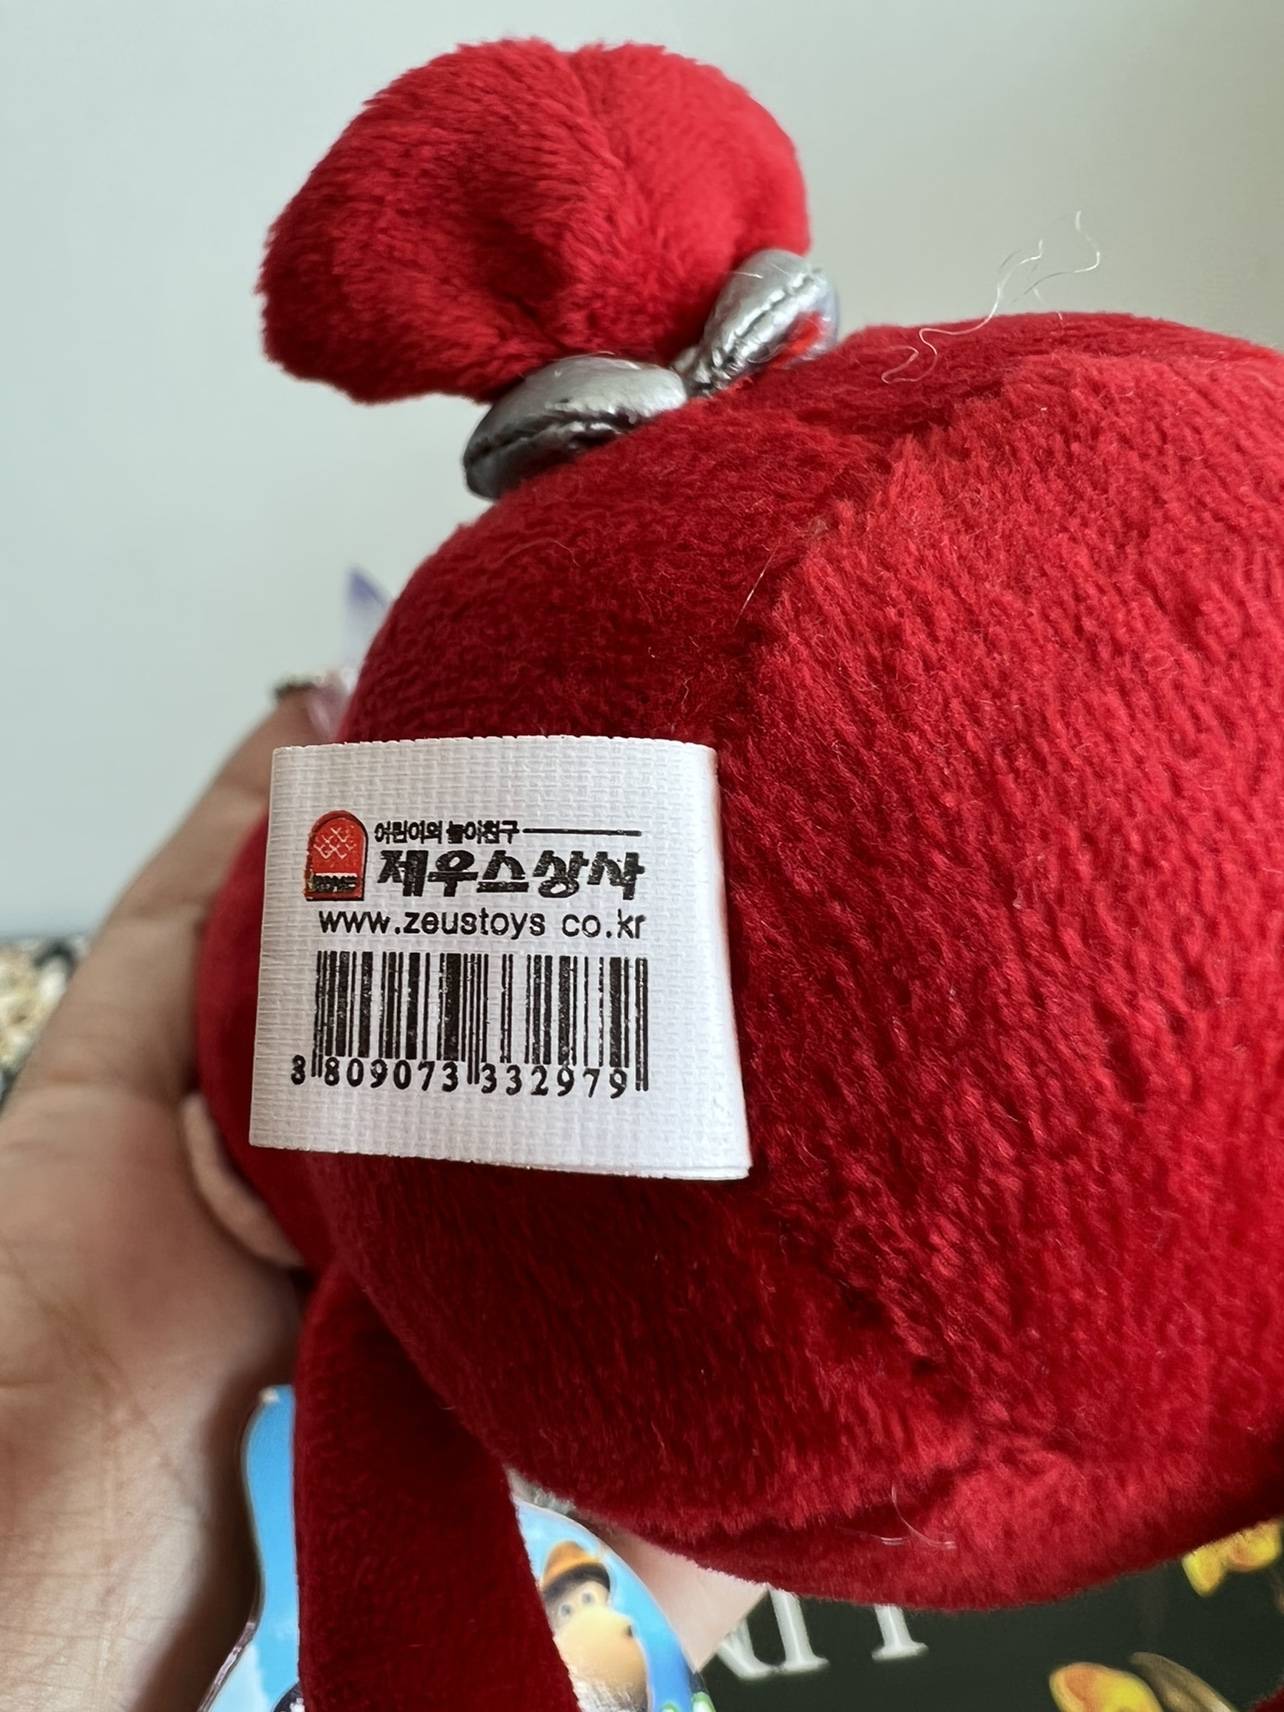 어린이의 놀이친구
제우스상사
www.zeustoys co.kr
8 809073 332979